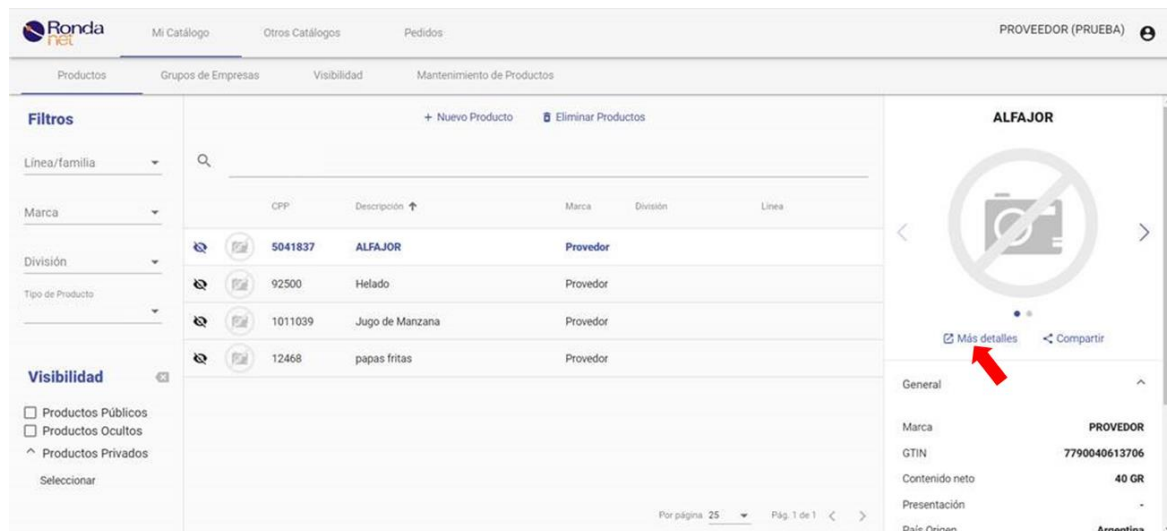 Ronda
net
Mi Catálogo
Otros Catálogos
Pedidos
PROVEEDOR (PRUEBA)
Productos
Grupos de Empresas
Visibilidad
Mantenimiento de Productos
Filtros
Línea/familia
Marca
División
Tipo de Producto
Visibilidad
Productos Públicos
Productos Ocultos
Productos Privados
Seleccionar
+ Nuevo Producto
Eliminar Productos
CPP Descripción Marca División Linea
5041837 ALFAJOR Provedor
92500 Helado Provedor
1011039 Jugo de Manzana Provedor
12468 papas fritas Provedor
Por página 25 Pág. 1 de 1
ALFAJOR
Más detalles Compartir
General
Marca PROVEDOR
GTIN 7790040613706
Contenido neto 40 GR
Presentación -
País Origen Argentina